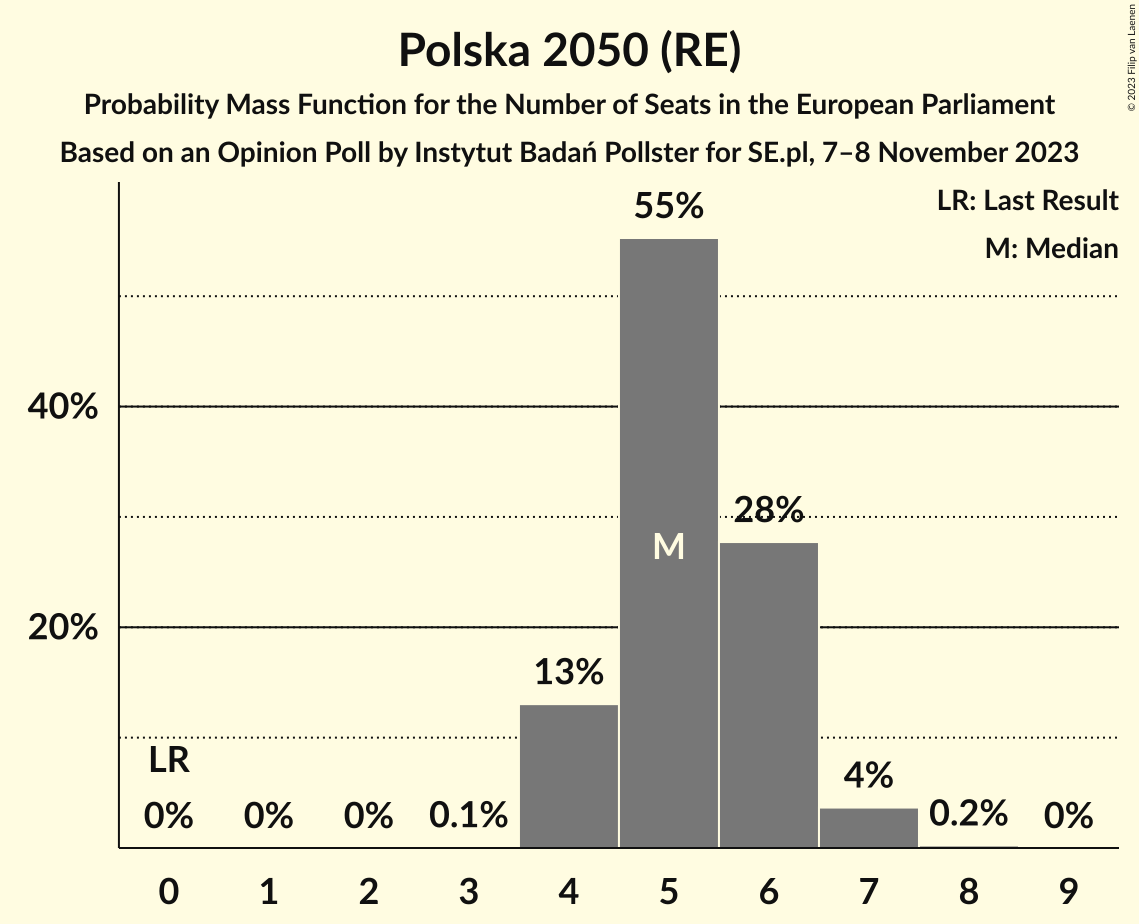 Polska 2050 (RE)
Probability Mass Function for the Number of Seats in the European Parliament
Based on an Opinion Poll by Instytut Badań Pollster for SE.pl, 7–8 November 2023
© 2023 Filip van Laenen
LR: Last Result
M: Median
55%
40%
28%
M
20%
13%
LR
4%
0% 0% 0% 0.1% 0.2% 0%
0 1 2 3 4 5 6 7 8 9